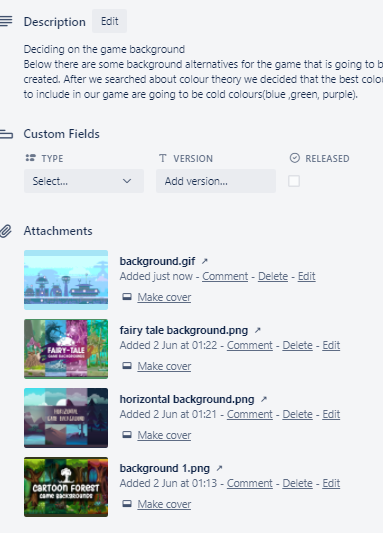 Description Edit
Deciding on the game background
Below there are some background alternatives for the game that is going to b
created. After we searched about colour theory we decided that the best colou
to include in our game are going to be cold colours(blue ,green, purple).
Custom Fields
TYPE VERSION RELEASED
Select... Add version...
Attachments
background.gif ↗
Added just now - Comment - Delete - Edit
Make cover
FAIRY-TALE
GAME BACKGROUNDS
fairy tale background.png ↗
Added 2 Jun at 01:22 - Comment - Delete - Edit
Make cover
HORIZONTAL
GAME BACKGROUND
horizontal background.png ↗
Added 2 Jun at 01:21 - Comment - Delete - Edit
Make cover
CARTOON FOREST
GAME BACKGROUNDS
background 1.png ↗
Added 2 Jun at 01:13 - Comment - Delete - Edit
Make cover